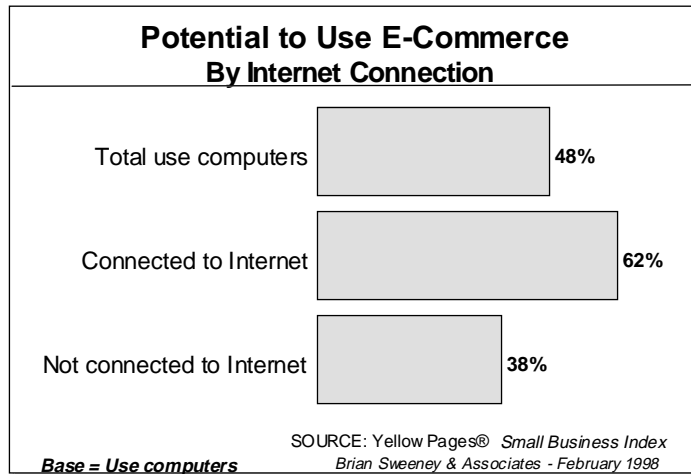 Potential to Use E-Commerce
By Internet Connection
Total use computers
48%
Connected to Internet
62%
Not connected to Internet
38%
SOURCE: Yellow Pages® Small Business Index
Base = Use computers
Brian Sweeney & Associates - February 1998